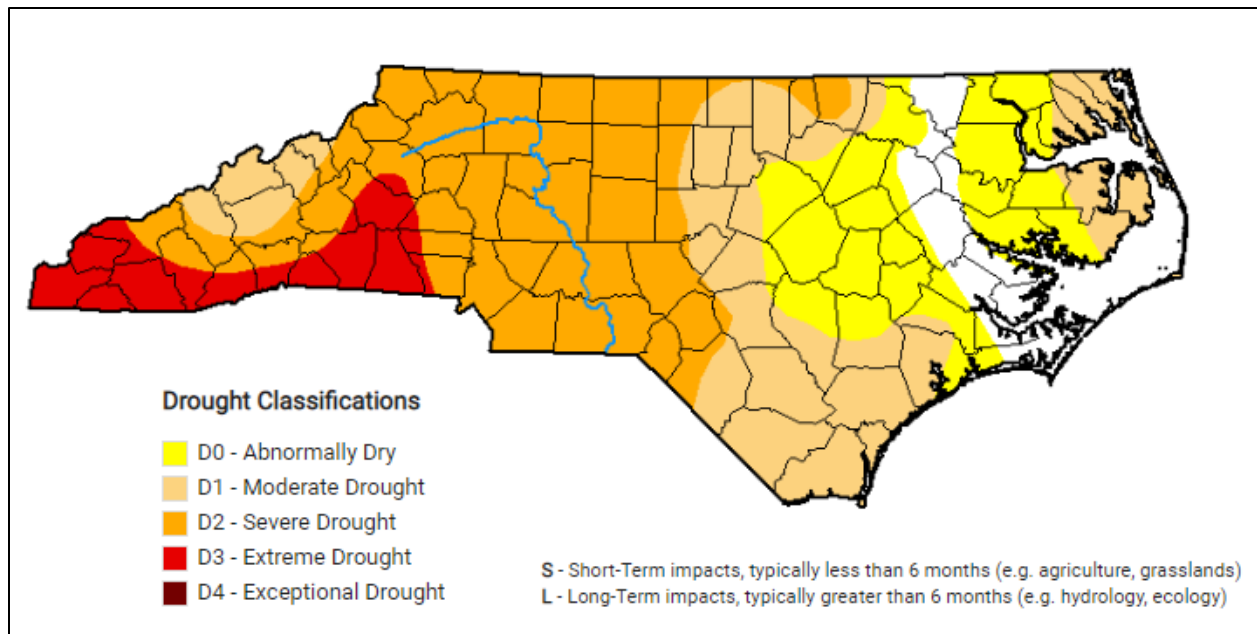 Drought Classifications
D0 - Abnormally Dry
D1 - Moderate Drought
D2 - Severe Drought
D3 - Extreme Drought
D4 - Exceptional Drought
S - Short-Term impacts, typically less than 6 months (e.g. agriculture, grasslands)
L - Long-Term impacts, typically greater than 6 months (e.g. hydrology, ecology)